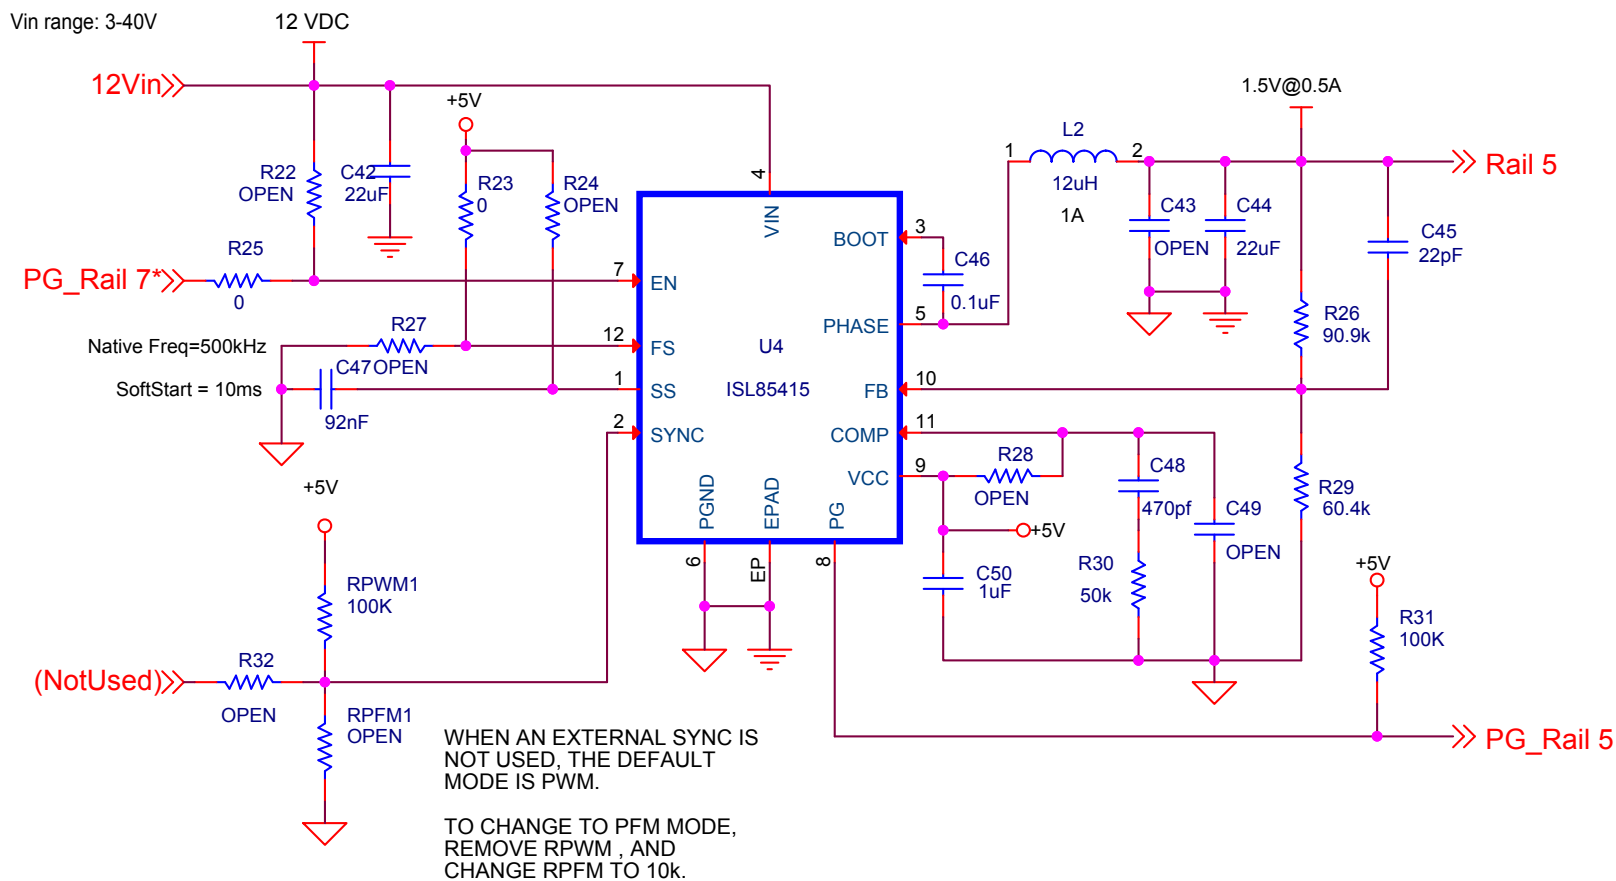 Vin range: 3-40V
12 VDC
12Vin
+5V
1.5V@0.5A
R22
OPEN
C42
22uF
R23
0
R24
OPEN
4
VIN
1
L2
2
12uH
1A
Rail 5
C43
OPEN
C44
22uF
C45
22pF
BOOT
3
C46
0.1uF
R25
0
PG_Rail 7*
7
EN
PHASE
5
R26
90.9k
Native Freq=500kHz
R27
OPEN
12
FS
U4
ISL85415
SoftStart = 10ms
C47
92nF
1
SS
FB
10
2
SYNC
COMP
11
VCC
9
R28
OPEN
C48
470pf
C49
OPEN
R29
60.4k
+5V
PGND
EPAD
PG
6
EP
8
+5V
C50
1uF
R30
50k
+5V
R31
100K
RPWM1
100K
(NotUsed)
R32
OPEN
RPFM1
OPEN
PG_Rail 5
WHEN AN EXTERNAL SYNC IS
NOT USED, THE DEFAULT
MODE IS PWM.
TO CHANGE TO PFM MODE,
REMOVE RPWM , AND
CHANGE RPFM TO 10k.